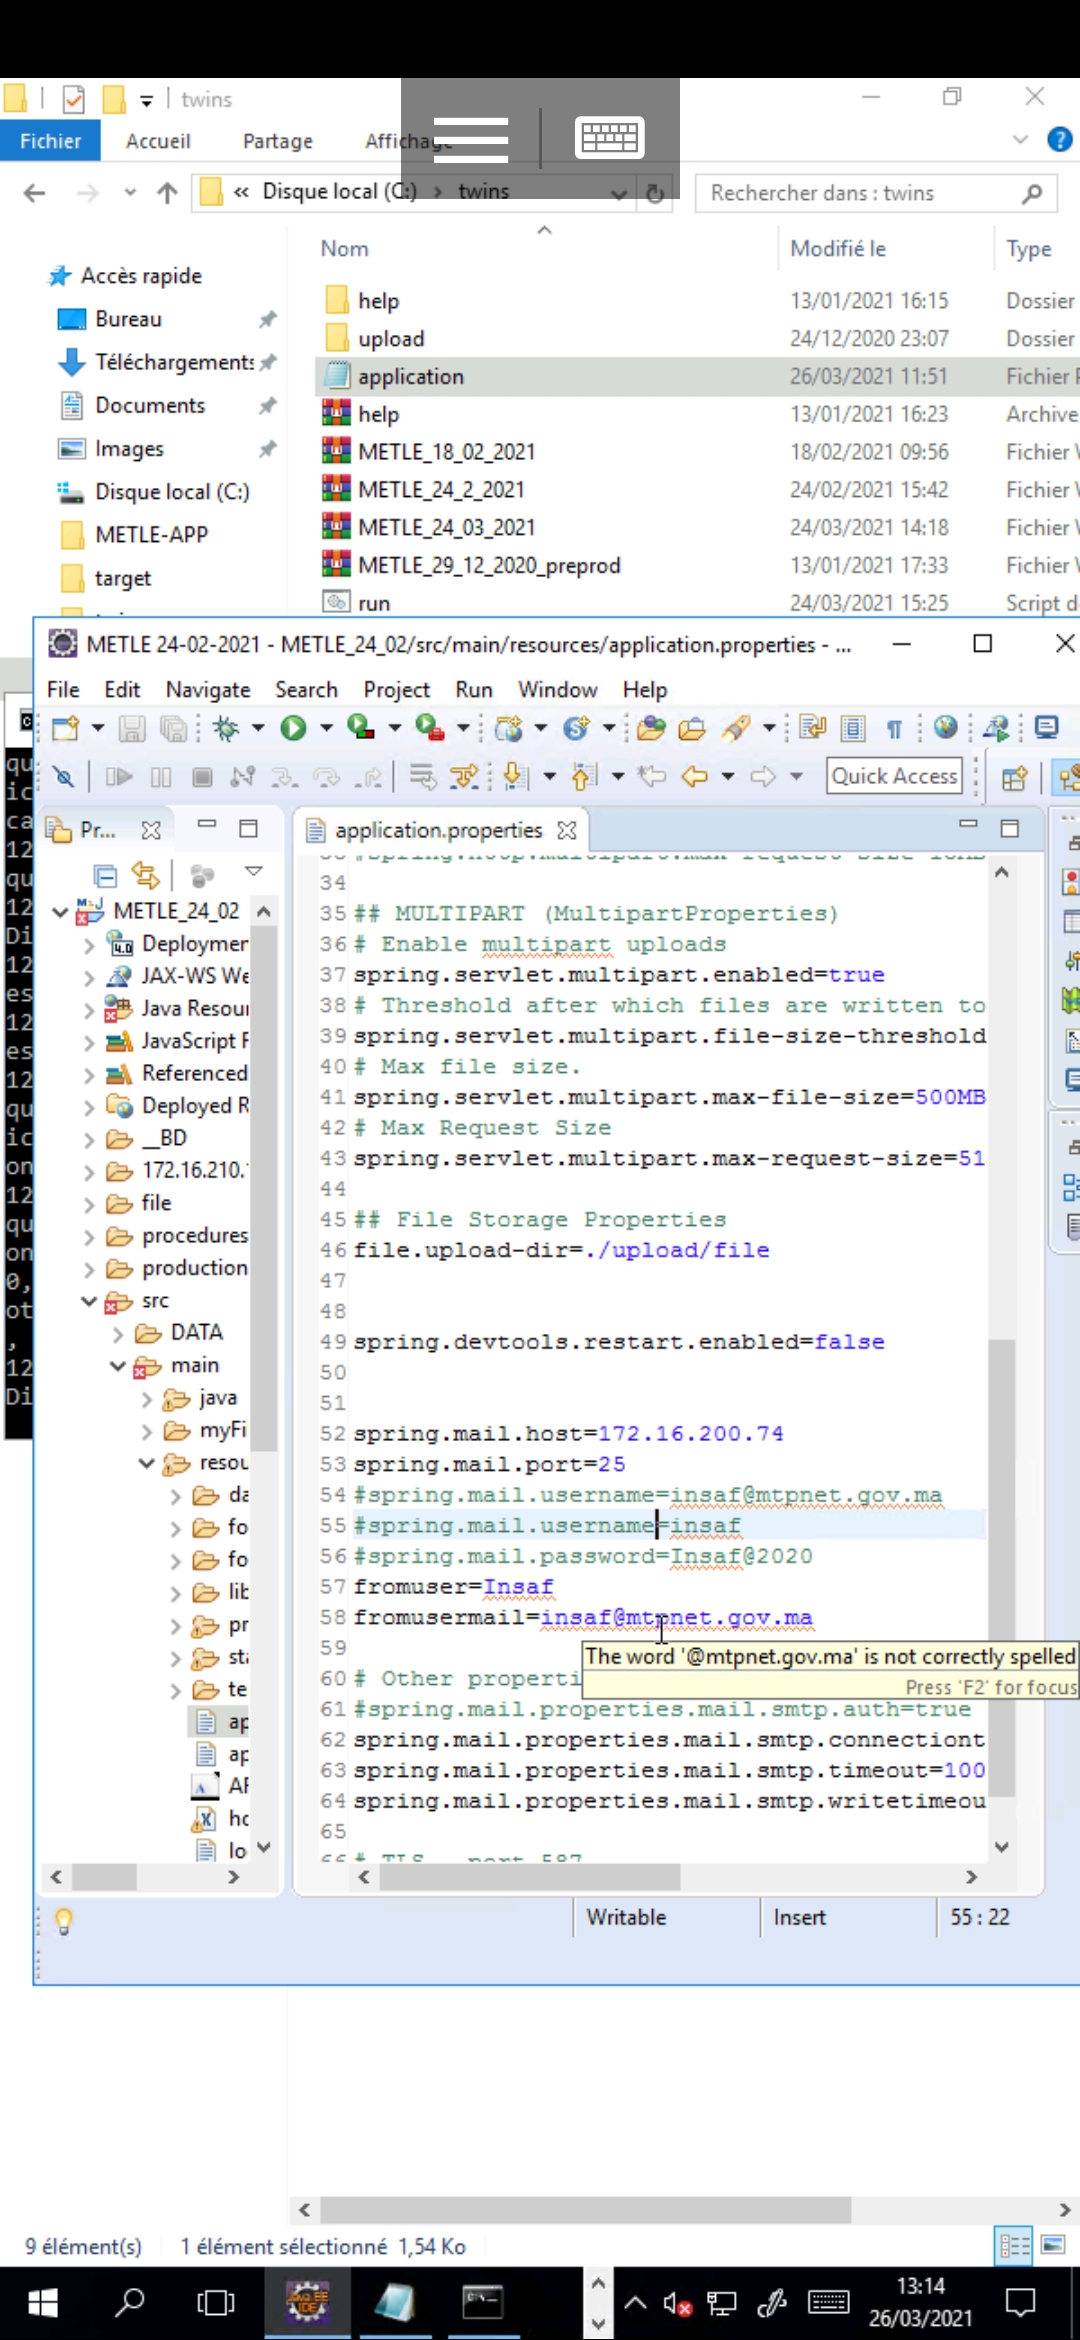 twins
Fichier Accueil Partage Affichage
« Disque local (C:) › twins
Rechercher dans : twins
Nom Modifié le Type
Accès rapide
Bureau
Téléchargements
Documents
Images
Disque local (C:)
METLE-APP
target
help 13/01/2021 16:15 Dossier
upload 24/12/2020 23:07 Dossier
application 26/03/2021 11:51 Fichier
help 13/01/2021 16:23 Archive
METLE_18_02_2021 18/02/2021 09:56 Fichier
METLE_24_2_2021 24/02/2021 15:42 Fichier
METLE_24_03_2021 24/03/2021 14:18 Fichier
METLE_29_12_2020_preprod 13/01/2021 17:33 Fichier
run 24/03/2021 15:25 Script d
METLE 24-02-2021 - METLE_24_02/src/main/resources/application.properties - ...
File Edit Navigate Search Project Run Window Help
Quick Access
Pr...
application.properties
METLE_24_02
Deploymer
JAX-WS We
Java Resour
JavaScript R
Referenced
Deployed R
__BD
172.16.210.
file
procedures
production
src
DATA
main
java
myFi
resou
da
fo
fo
lib
pr
sta
te
ap
ap
AF
hc
lo
34
35 ## MULTIPART (MultipartProperties)
36 # Enable multipart uploads
37 spring.servlet.multipart.enabled=true
38 # Threshold after which files are written to
39 spring.servlet.multipart.file-size-threshold
40 # Max file size.
41 spring.servlet.multipart.max-file-size=500MB
42 # Max Request Size
43 spring.servlet.multipart.max-request-size=51
44
45 ## File Storage Properties
46 file.upload-dir=./upload/file
47
48
49 spring.devtools.restart.enabled=false
50
51
52 spring.mail.host=172.16.200.74
53 spring.mail.port=25
54 #spring.mail.username=insaf@mtpnet.gov.ma
55 #spring.mail.username=insaf
56 #spring.mail.password=Insaf@2020
57 fromuser=Insaf
58 fromusermail=insaf@mtpnet.gov.ma
59
The word '@mtpnet.gov.ma' is not correctly spelled
Press 'F2' for focus
60 # Other properti
61 #spring.mail.properties.mail.smtp.auth=true
62 spring.mail.properties.mail.smtp.connectiont
63 spring.mail.properties.mail.smtp.timeout=100
64 spring.mail.properties.mail.smtp.writetimeou
65
Writable Insert 55 : 22
9 élément(s) 1 élément sélectionné 1,54 Ko
13:14
26/03/2021